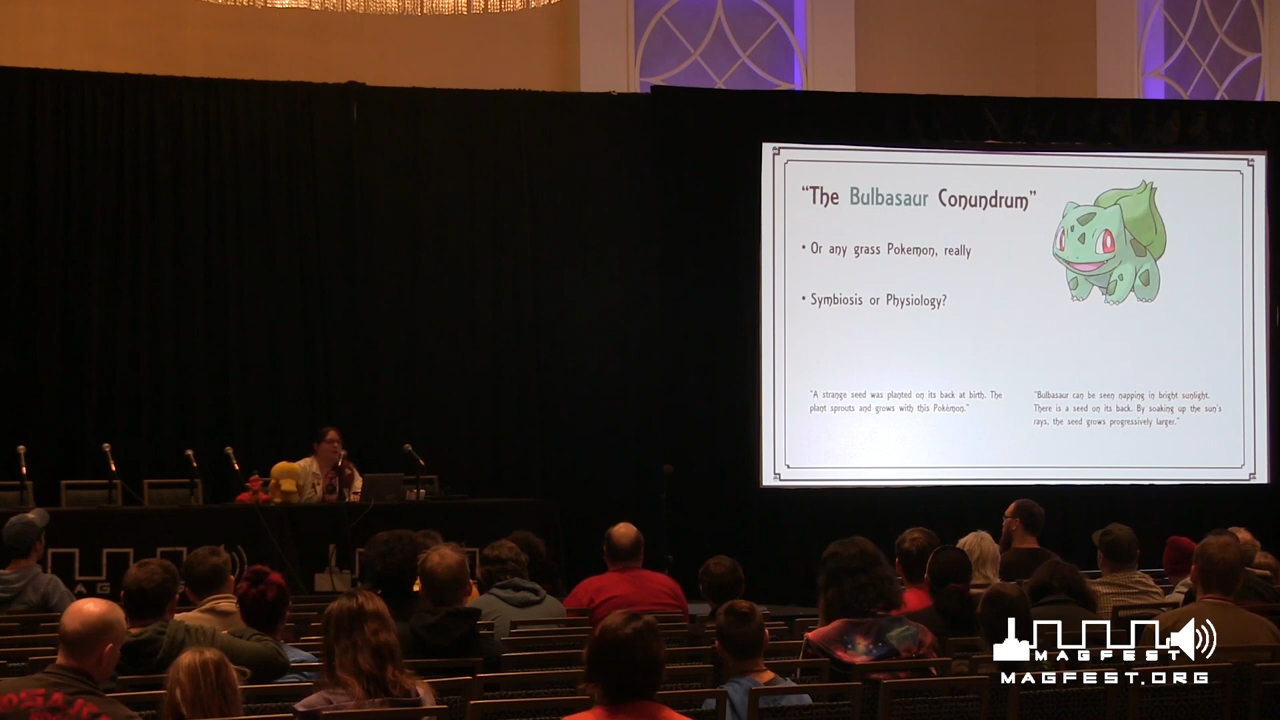 “The Bulbasaur Conundrum”
• Or any grass Pokemon, really
• Symbiosis or Physiology?
"A strange seed was planted on its back at birth. The
plant sprouts and grows with this Pokémon."
"Bulbasaur can be seen napping in bright sunlight.
There is a seed on its back. By soaking up the sun's
rays, the seed grows progressively larger."
MAGFEST
MAGFEST.ORG